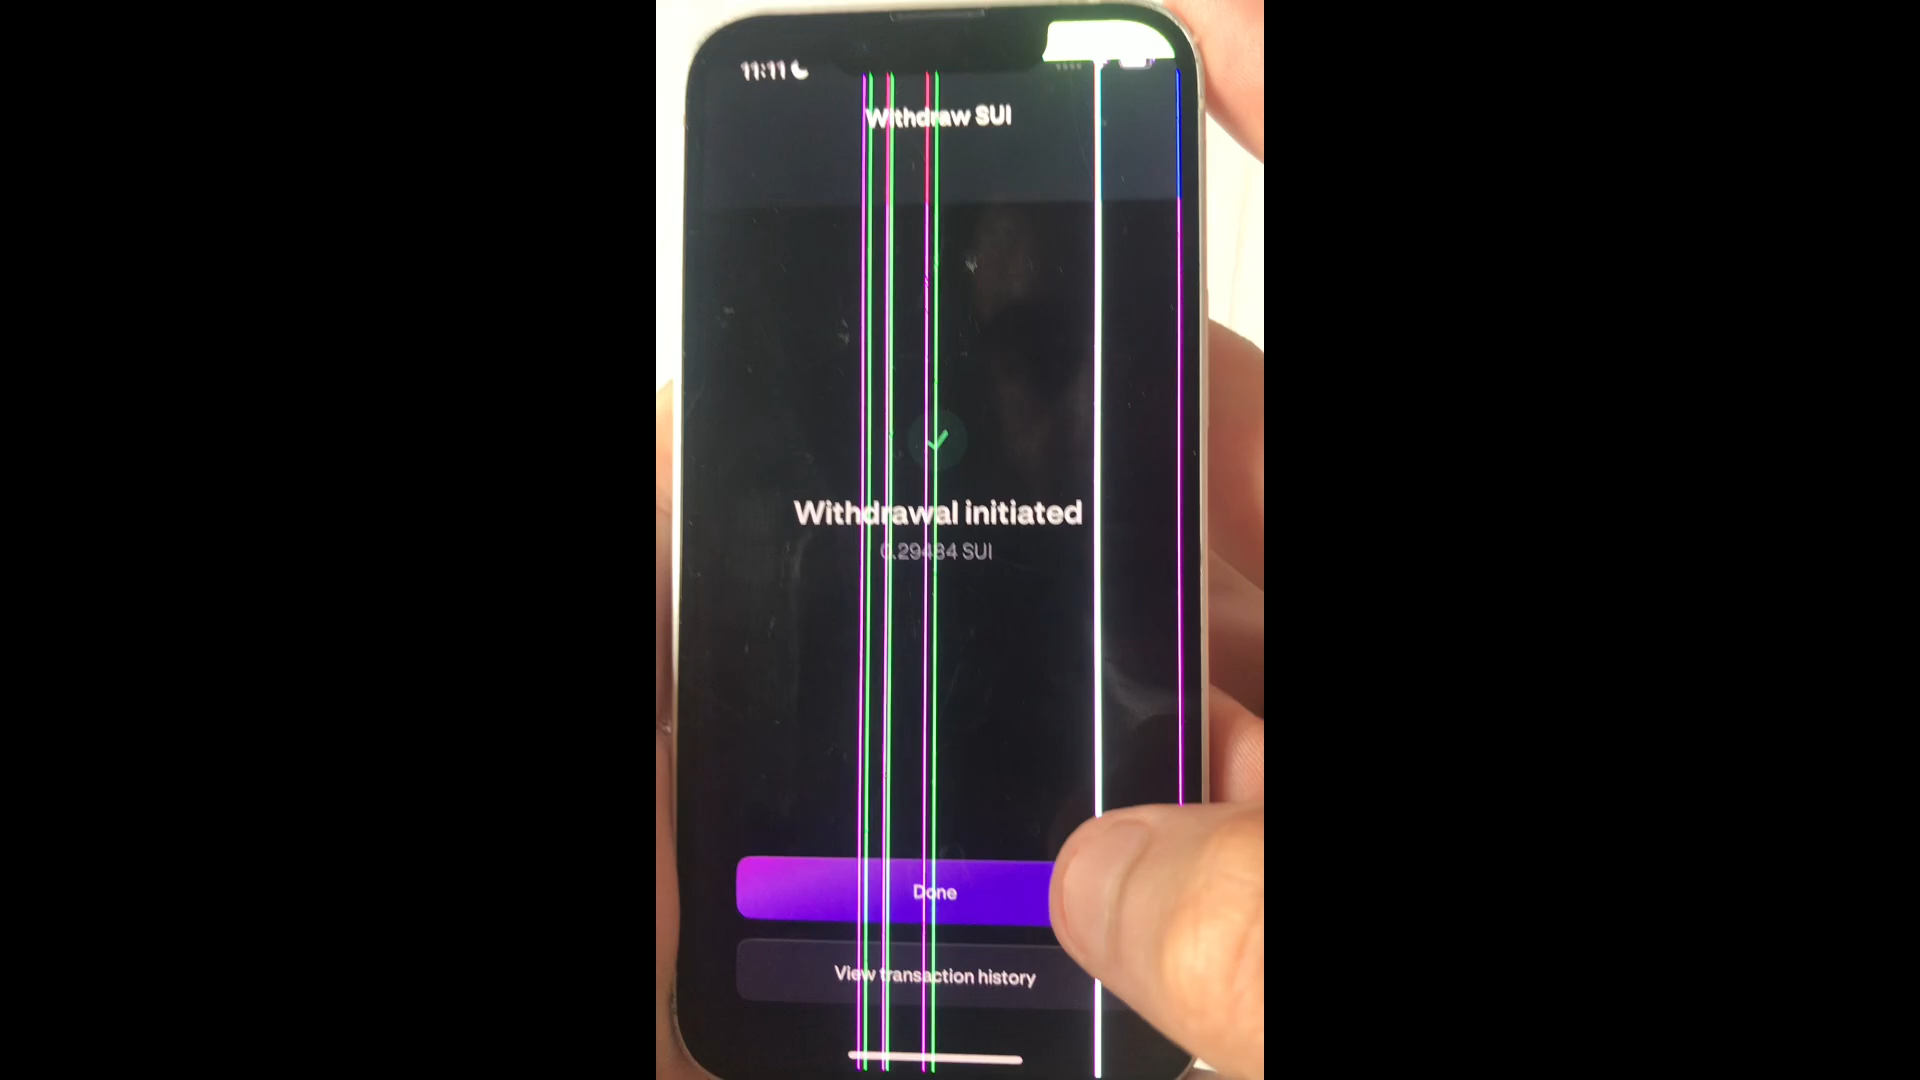 11:11
Withdraw SUI
Withdrawal initiated
0.29484 SUI
Done
View transaction history